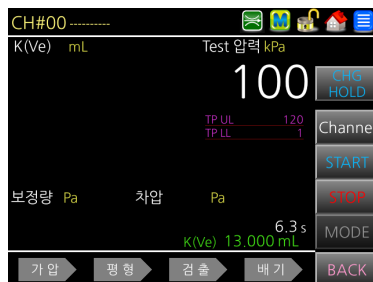 CH#00 ----------
M
K(Ve) mL Test 압력 kPa
100
CHG
HOLD
TP UL 120
TP LL 1
Channe
START
보정량 Pa 차압 Pa
STOP
6.3 s
K(Ve) 13.000 mL
MODE
가 압 평 형 검 출 배 기 BACK